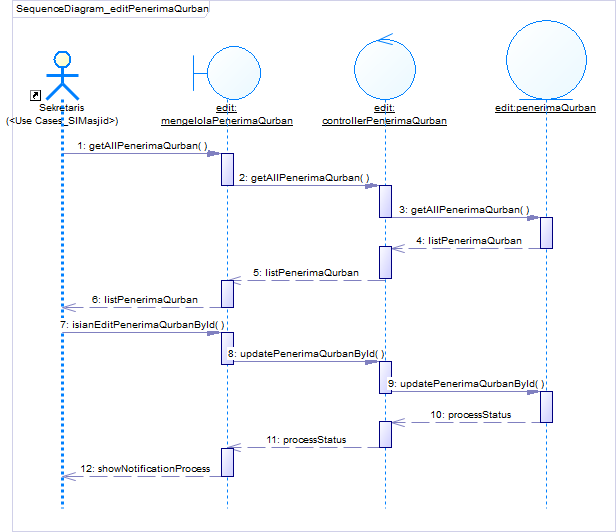 SequenceDiagram_editPenerimaQurban
Sekretaris
(<Use Cases_SIMasjid>)
edit:
mengelolaPenerimaQurban
edit:
controllerPenerimaQurban
edit:penerimaQurban
1: getAllPenerimaQurban( )
2: getAllPenerimaQurban( )
3: getAllPenerimaQurban( )
4: listPenerimaQurban
5: listPenerimaQurban
6: listPenerimaQurban
7: isianEditPenerimaQurbanById( )
8: updatePenerimaQurbanById( )
9: updatePenerimaQurbanById( )
10: processStatus
11: processStatus
12: showNotificationProcess